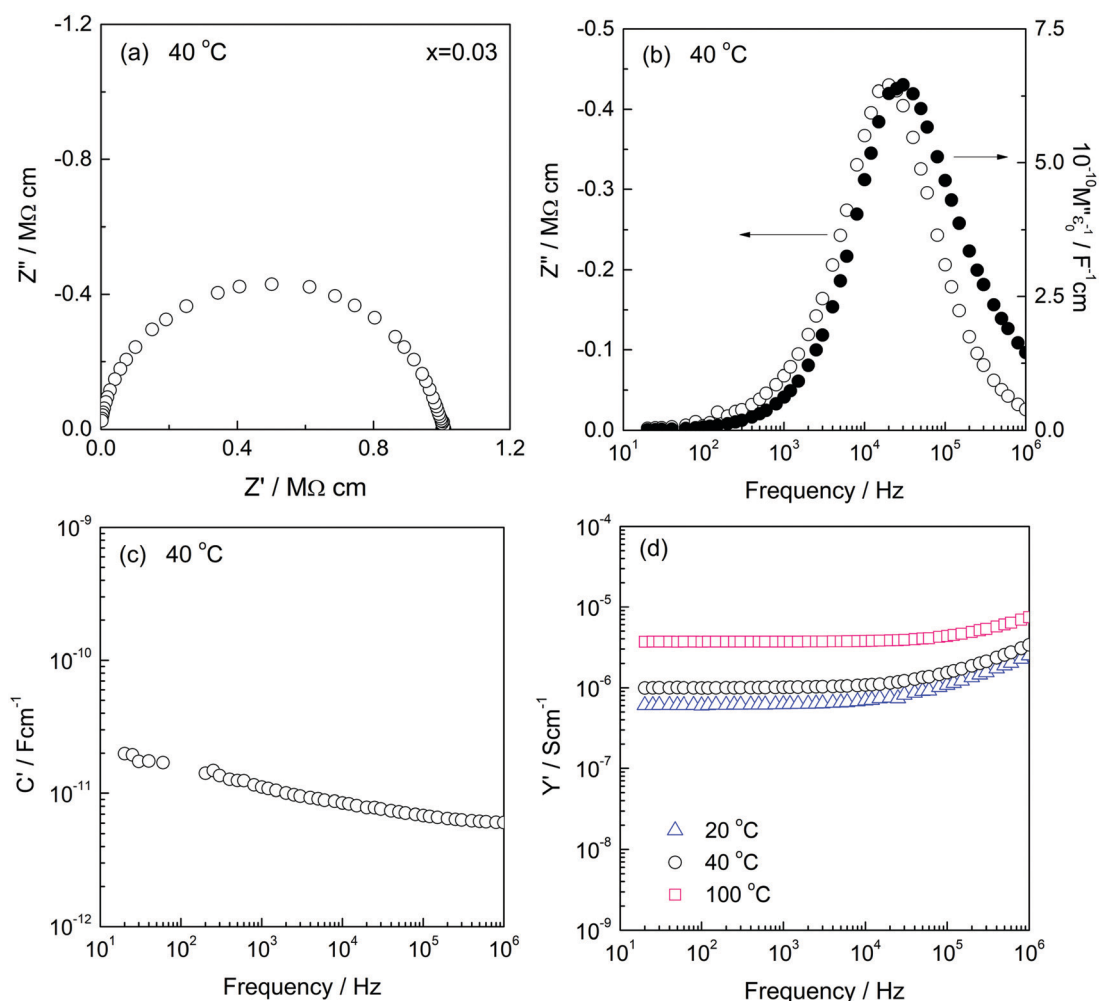 (a) 40 °C x=0.03
-1.2
-0.8
-0.4
0.0
0.0 0.4 0.8 1.2
Z" / MΩ cm
Z' / MΩ cm
(b) 40 °C
-0.5
-0.4
-0.3
-0.2
-0.1
-0.0
7.5
5.0
2.5
0.0
10¹ 10² 10³ 10⁴ 10⁵ 10⁶
Z" / MΩ cm
10⁻¹⁰M"ε₀⁻¹ / F⁻¹cm
Frequency / Hz
(c) 40 °C
10⁻⁹
10⁻¹⁰
10⁻¹¹
10⁻¹²
10¹ 10² 10³ 10⁴ 10⁵ 10⁶
C' / Fcm⁻¹
Frequency / Hz
(d)
10⁻⁴
10⁻⁵
10⁻⁶
10⁻⁷
10⁻⁸
10⁻⁹
10¹ 10² 10³ 10⁴ 10⁵ 10⁶
Y' / Scm⁻¹
20 °C
40 °C
100 °C
Frequency / Hz